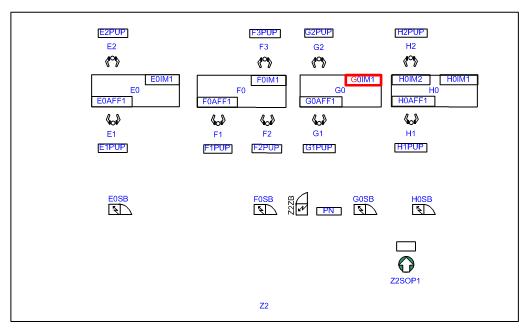 E2PUP F3PUP G2PUP H2PUP
E2 F3 G2 H2
E0IM1 F0IM1 G0IM1 H0IM2 H0IM1
E0 F0 G0 H0
E0AFF1 F0AFF1 G0AFF1 H0AFF1
E1 F1 F2 G1 H1
E1PUP F1PUP F2PUP G1PUP H1PUP
E0SB F0SB Z2ZB G0SB H0SB
PN
Z2SOP1
Z2